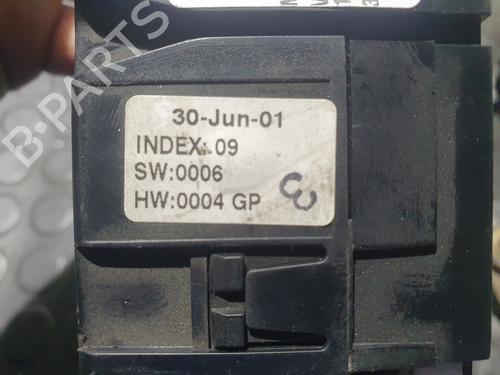 30-Jun-01
INDEX: 09
SW:0006
HW:0004 GP
B-PARTS